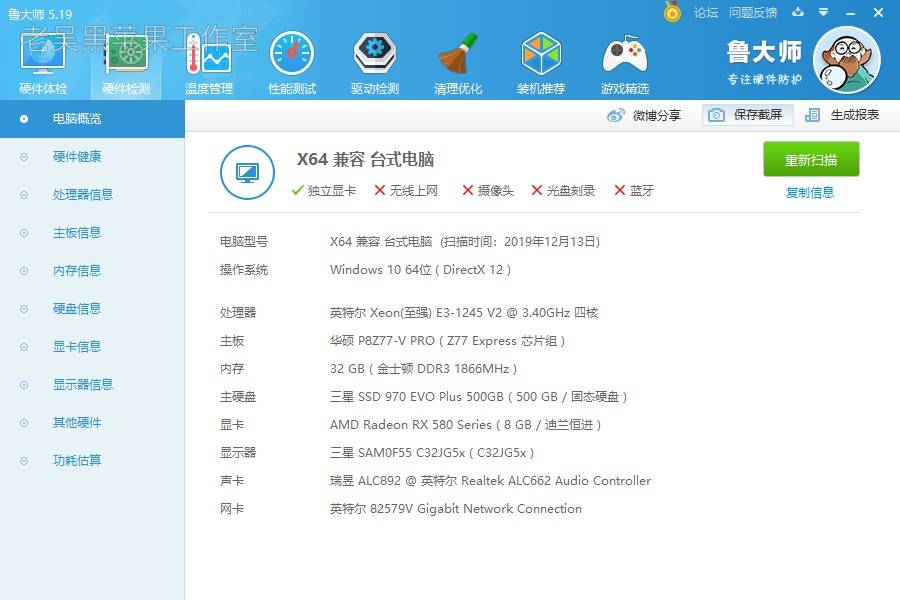 鲁大师 5.19
论坛 问题反馈
老吴黑苹果工作室
硬件体检 硬件检测 温度管理 性能测试 驱动检测 清理优化 装机推荐 游戏精选
鲁大师
专注硬件防护
微博分享 保存截屏 生成报表
电脑概览
硬件健康
处理器信息
主板信息
内存信息
硬盘信息
显卡信息
显示器信息
其他硬件
功耗估算
X64 兼容 台式电脑
独立显卡 无线上网 摄像头 光盘刻录 蓝牙
重新扫描
复制信息
电脑型号 X64 兼容 台式电脑 (扫描时间：2019年12月13日)
操作系统 Windows 10 64位 ( DirectX 12 )
处理器 英特尔 Xeon(至强) E3-1245 V2 @ 3.40GHz 四核
主板 华硕 P8Z77-V PRO ( Z77 Express 芯片组 )
内存 32 GB ( 金士顿 DDR3 1866MHz )
主硬盘 三星 SSD 970 EVO Plus 500GB ( 500 GB / 固态硬盘 )
显卡 AMD Radeon RX 580 Series ( 8 GB / 迪兰恒进 )
显示器 三星 SAM0F55 C32JG5x ( C32JG5x )
声卡 瑞昱 ALC892 @ 英特尔 Realtek ALC662 Audio Controller
网卡 英特尔 82579V Gigabit Network Connection